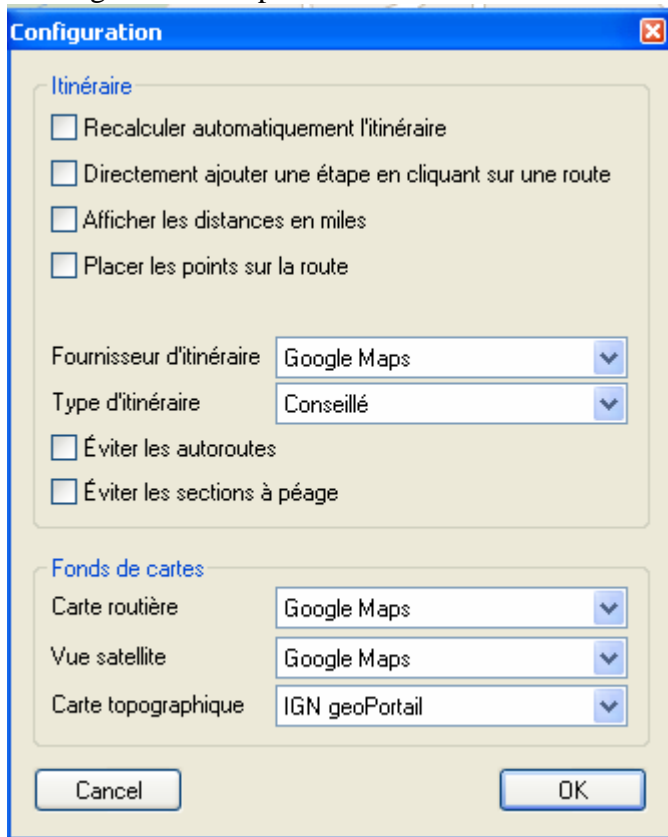 Configuration
Itinéraire
Recalculer automatiquement l'itinéraire
Directement ajouter une étape en cliquant sur une route
Afficher les distances en miles
Placer les points sur la route
Fournisseur d'itinéraire Google Maps
Type d'itinéraire Conseillé
Éviter les autoroutes
Éviter les sections à péage
Fonds de cartes
Carte routière Google Maps
Vue satellite Google Maps
Carte topographique IGN geoPortail
Cancel OK